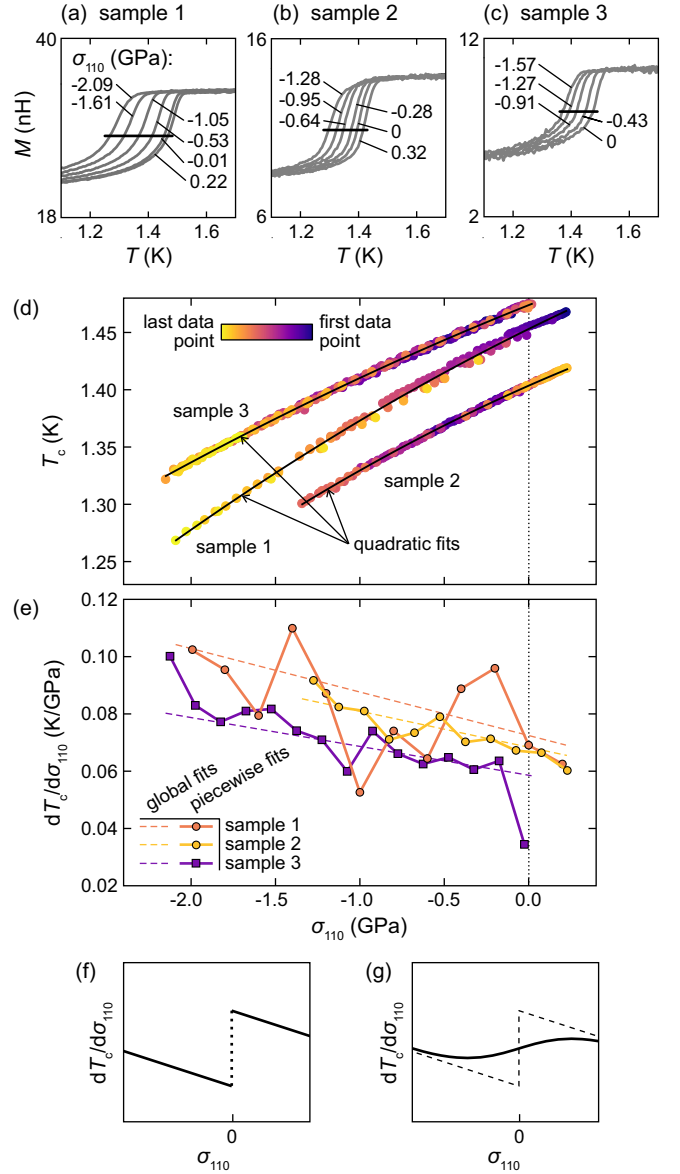 (a) sample 1
(b) sample 2
(c) sample 3
40
18
M (nH)
σ110 (GPa):
-2.09
-1.61
-1.05
-0.53
-0.01
0.22
1.2 1.4 1.6
T (K)
16
6
-1.28
-0.95
-0.64
-0.28
0
0.32
1.2 1.4 1.6
T (K)
12
2
-1.57
-1.27
-0.91
-0.43
0
1.2 1.4 1.6
T (K)
(d)
Tc (K)
1.45
1.40
1.35
1.30
1.25
last data
point
first data
point
sample 3
sample 2
sample 1
quadratic fits
(e)
dTc/dσ110 (K/GPa)
0.12
0.10
0.08
0.06
0.04
0.02
global fits
piecewise fits
sample 1
sample 2
sample 3
-2.0 -1.5 -1.0 -0.5 0.0
σ110 (GPa)
(f)
dTc/dσ110
0
σ110
(g)
dTc/dσ110
0
σ110